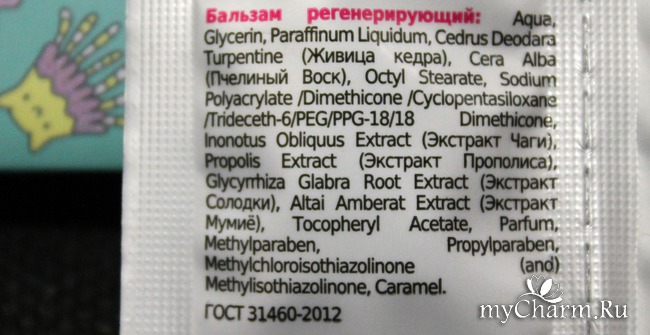 Бальзам регенерирующий: Aqua,
Glycerin, Paraffinum Liquidum, Cedrus Deodara
Turpentine (Живица кедра), Cera Alba
(Пчелиный Воск), Octyl Stearate, Sodium
Polyacrylate /Dimethicone /Cyclopentasiloxane
/Trideceth-6/PEG/PPG-18/18 Dimethicone,
Inonotus Obliquus Extract (Экстракт Чаги),
Propolis Extract (Экстракт Прополиса),
Glycyrrhiza Glabra Root Extract (Экстракт
Солодки), Altai Amberat Extract (Экстракт
Мумиё), Tocopheryl Acetate, Parfum,
Methylparaben, Propylparaben,
Methylchloroisothiazolinone (and)
Methylisothiazolinone, Caramel.
ГОСТ 31460-2012
myCharm.Ru